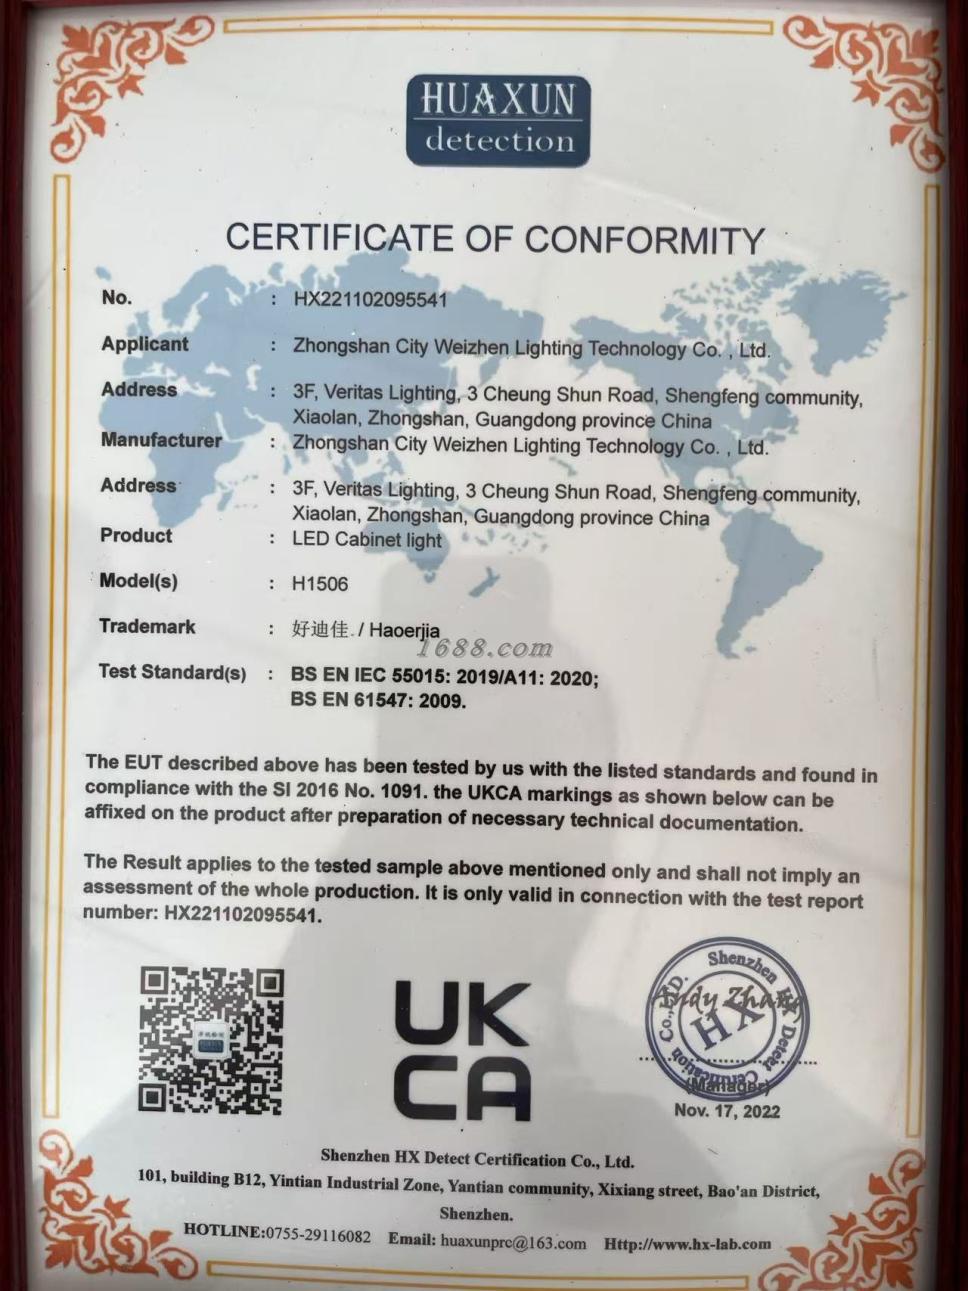 HUAXUN
detection
CERTIFICATE OF CONFORMITY
No. : HX221102095541
Applicant : Zhongshan City Weizhen Lighting Technology Co. , Ltd.
Address : 3F, Veritas Lighting, 3 Cheung Shun Road, Shengfeng community,
Xiaolan, Zhongshan, Guangdong province China
Manufacturer : Zhongshan City Weizhen Lighting Technology Co. , Ltd.
Address : 3F, Veritas Lighting, 3 Cheung Shun Road, Shengfeng community,
Xiaolan, Zhongshan, Guangdong province China
Product : LED Cabinet light
Model(s) : H1506
Trademark : 好迪佳. / Haoerjia
1688.com
Test Standard(s) : BS EN IEC 55015: 2019/A11: 2020;
BS EN 61547: 2009.
The EUT described above has been tested by us with the listed standards and found in
compliance with the SI 2016 No. 1091. the UKCA markings as shown below can be
affixed on the product after preparation of necessary technical documentation.
The Result applies to the tested sample above mentioned only and shall not imply an
assessment of the whole production. It is only valid in connection with the test report
number: HX221102095541.
UK
CA
Shenzhen HX Detect Certification Co.,LTD.
HX
Andy Zhang
(Manager)
Nov. 17, 2022
Shenzhen HX Detect Certification Co., Ltd.
101, building B12, Yintian Industrial Zone, Yantian community, Xixiang street, Bao'an District,
Shenzhen.
HOTLINE:0755-29116082 Email: huaxunprc@163.com Http://www.hx-lab.com